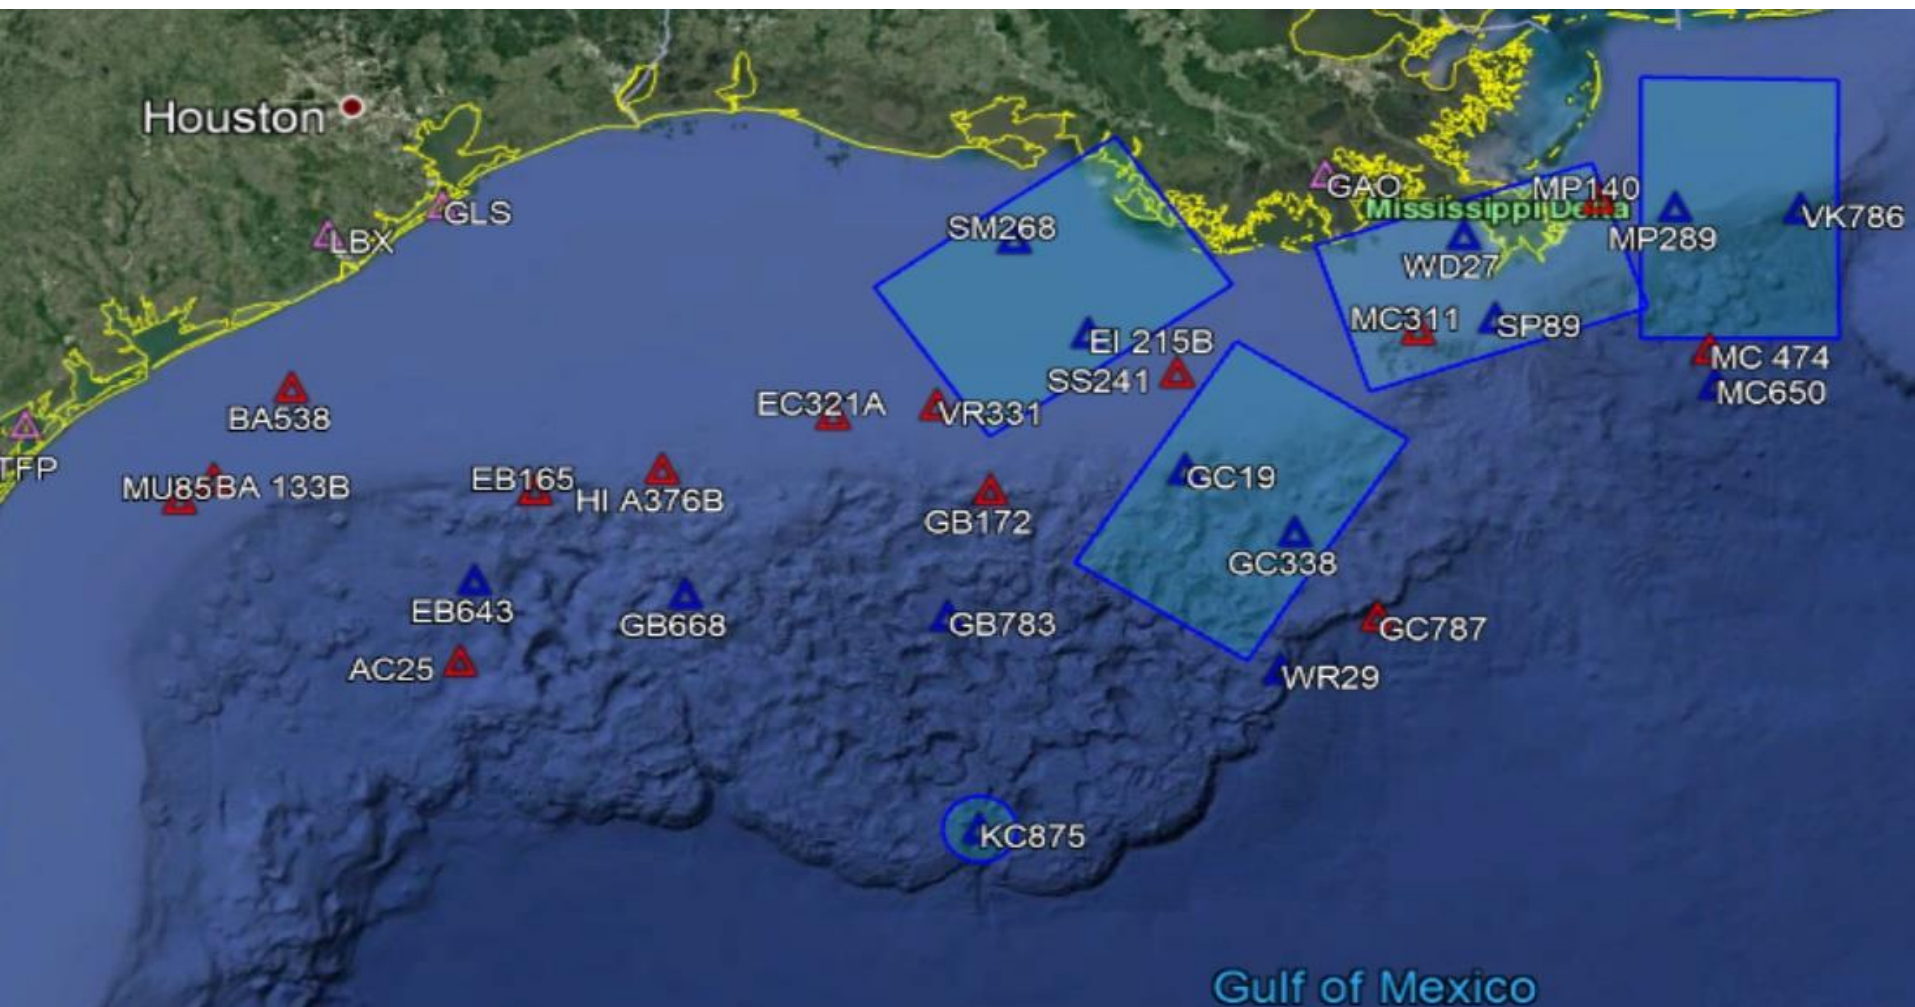 Houston
GLS
LBX
TFP
BA538
MU85
BA 133B
EB165
HI A376B
EC321A
VR331
SM268
EI 215B
SS241
GAO
MP140
Mississippi Delta
WD27
MP289
VK786
MC311
SP89
MC 474
MC650
GC19
GB172
GC338
EB643
GB668
GB783
AC25
GC787
WR29
KC875
Gulf of Mexico